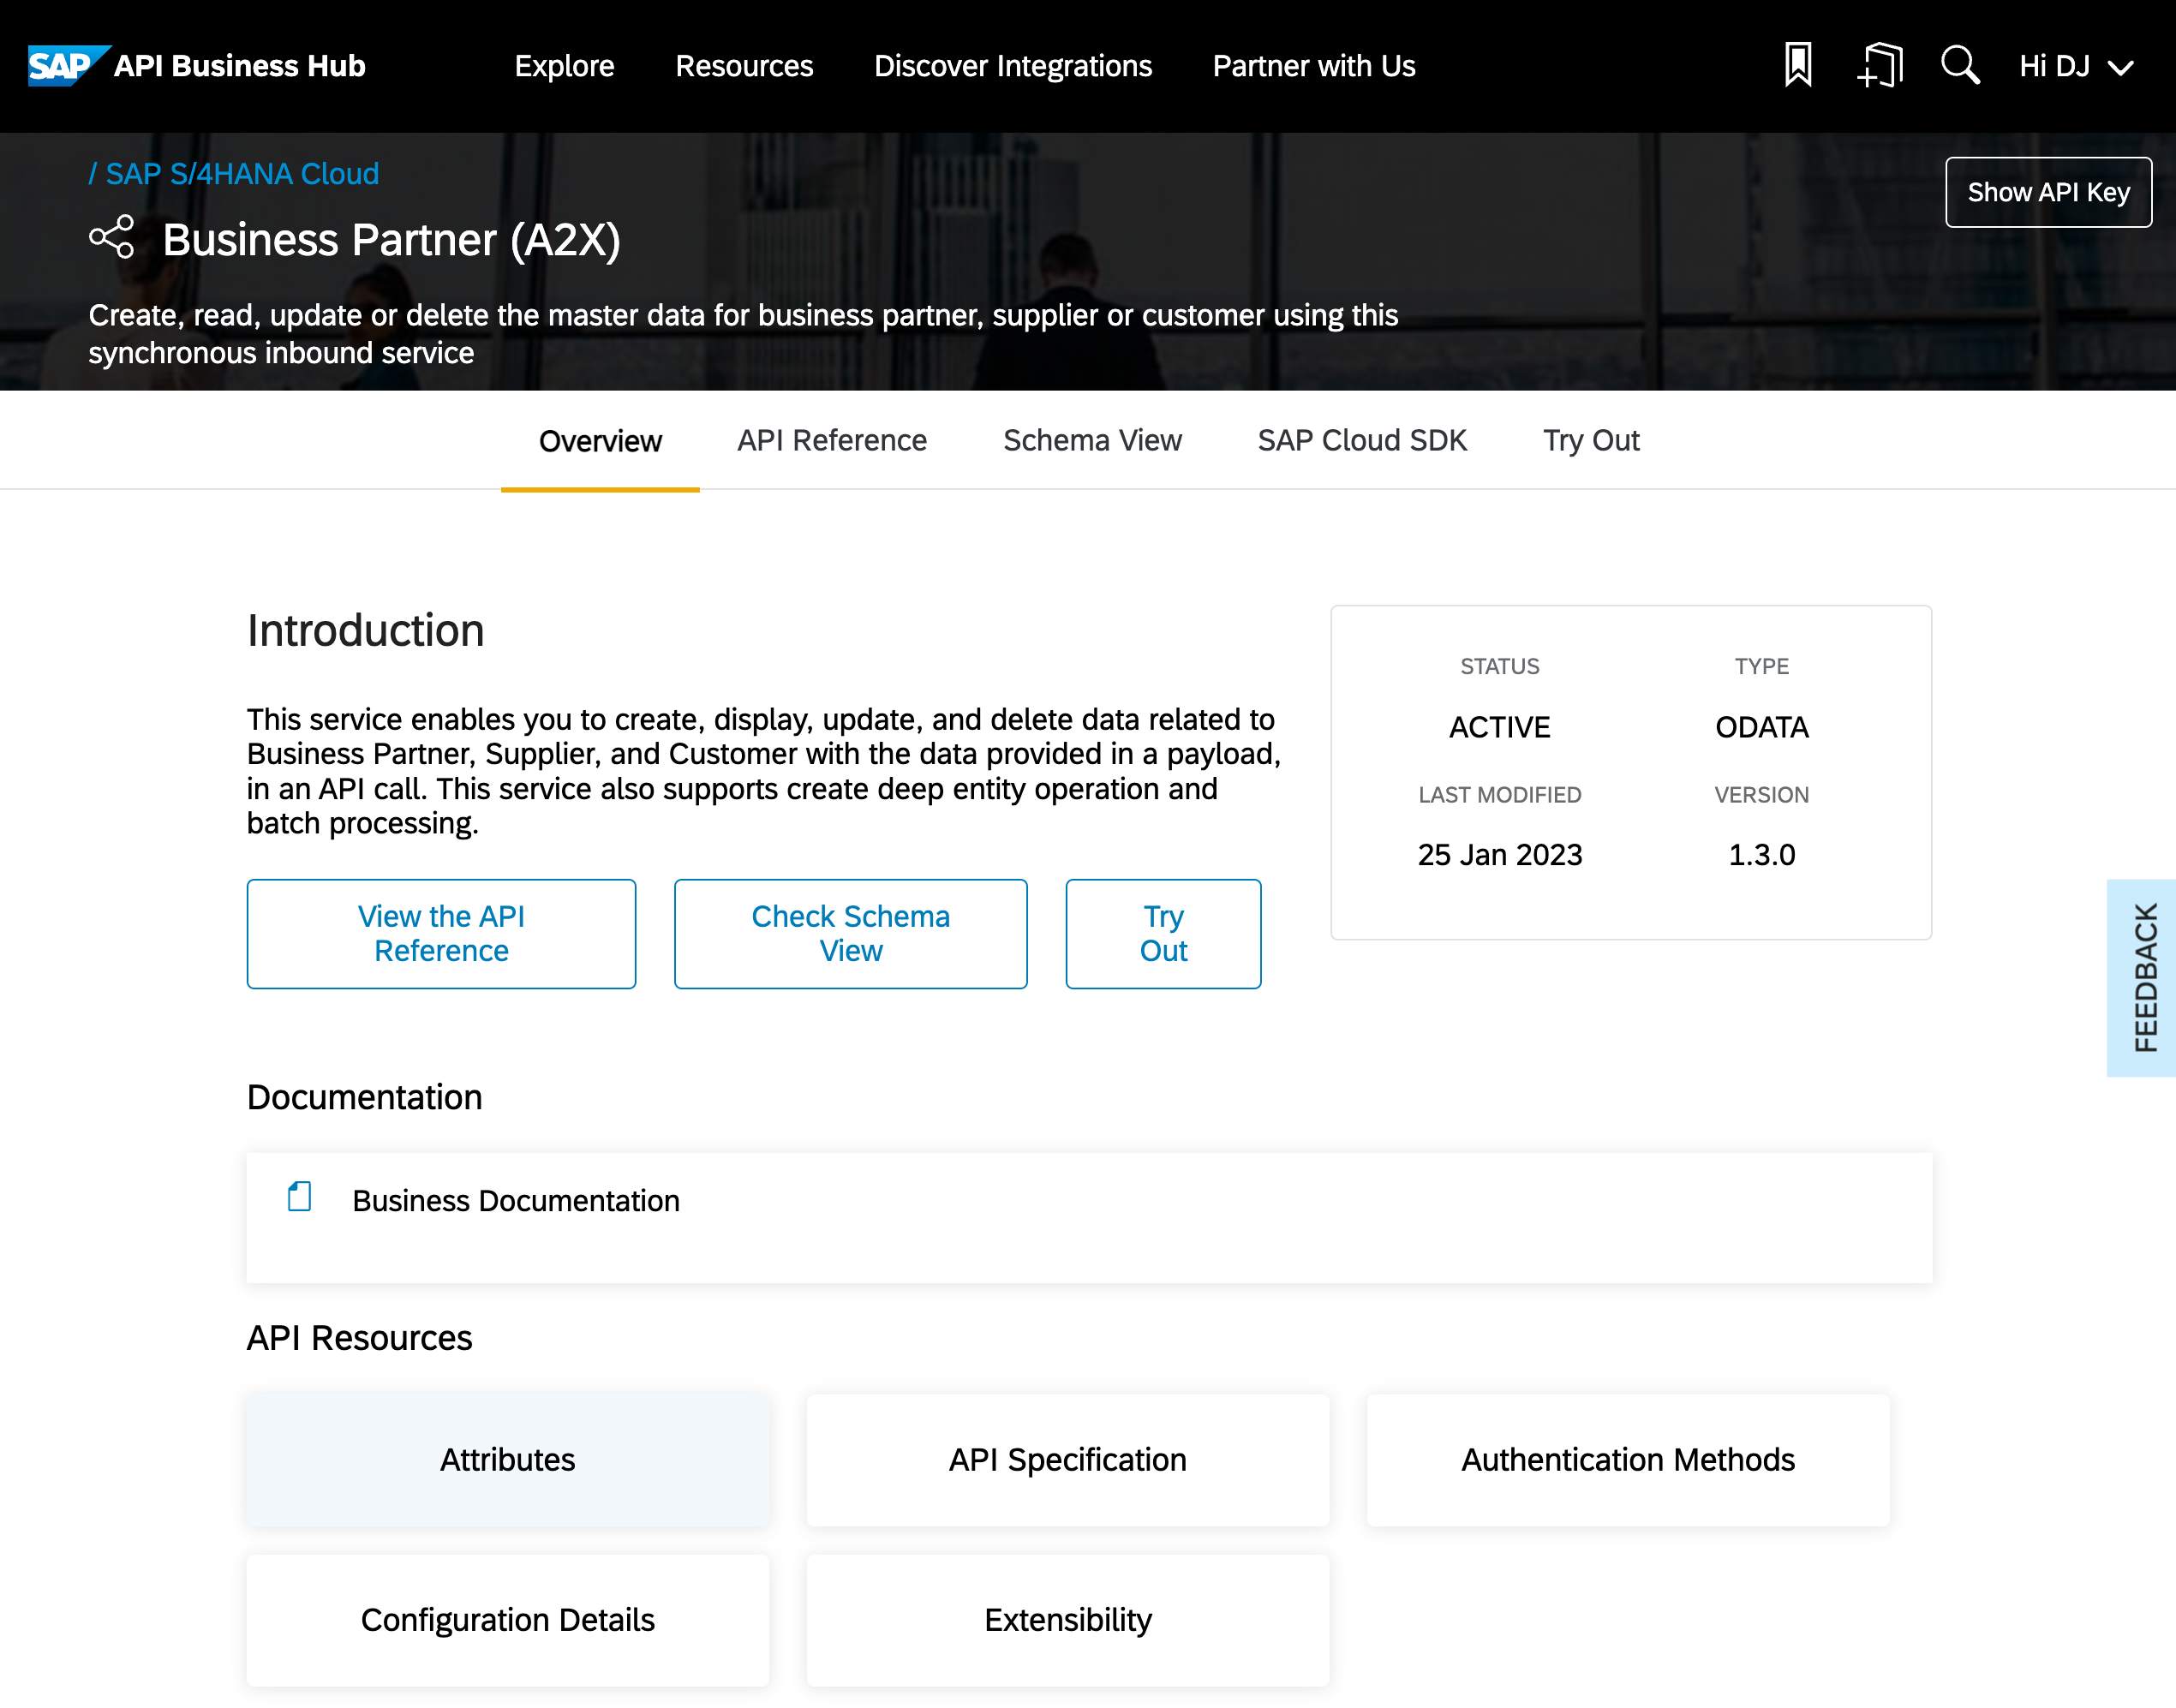 SAP API Business Hub
Explore
Resources
Discover Integrations
Partner with Us
Hi DJ
/ SAP S/4HANA Cloud
Show API Key
Business Partner (A2X)
Create, read, update or delete the master data for business partner, supplier or customer using this
synchronous inbound service
Overview
API Reference
Schema View
SAP Cloud SDK
Try Out
Introduction
This service enables you to create, display, update, and delete data related to
Business Partner, Supplier, and Customer with the data provided in a payload,
in an API call. This service also supports create deep entity operation and
batch processing.
View the API
Reference
Check Schema
View
Try
Out
STATUS
TYPE
ACTIVE
ODATA
LAST MODIFIED
VERSION
25 Jan 2023
1.3.0
FEEDBACK
Documentation
Business Documentation
API Resources
Attributes
API Specification
Authentication Methods
Configuration Details
Extensibility